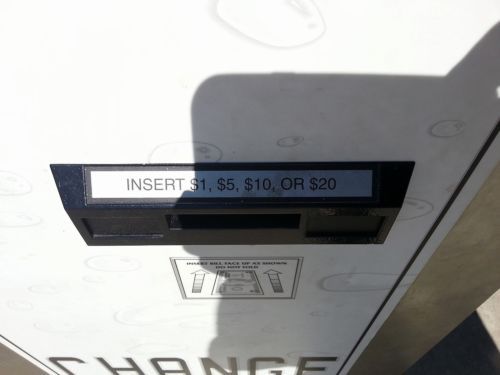 INSERT $1, $5, $10, OR $20
INSERT BILL FACE UP AS SHOWN
DO NOT FOLD
CHANGE